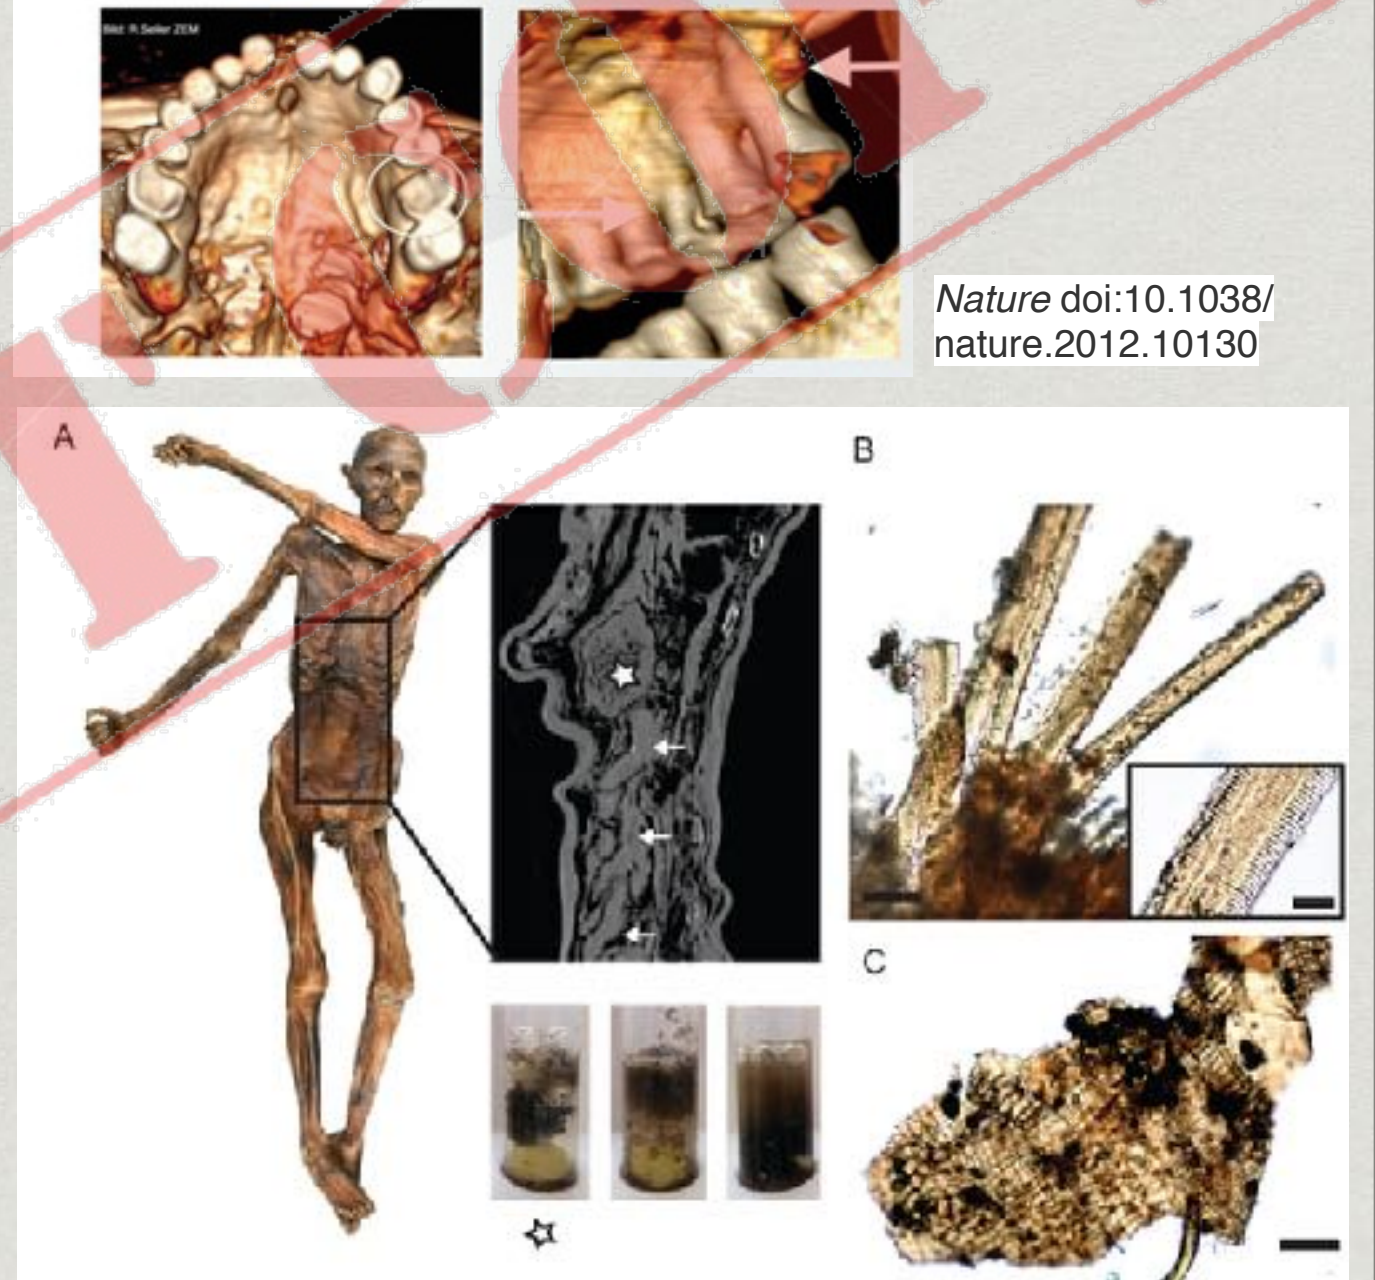 Bild: R.Seiler ZEM
Nature doi:10.1038/
nature.2012.10130
A
B
C